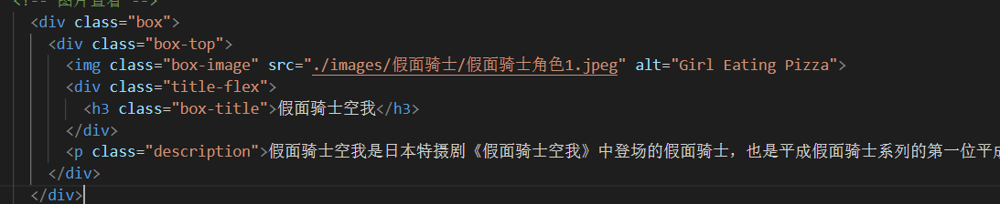 <!-- 图片查看 -->
<div class="box">
<div class="box-top">
<img class="box-image" src="./images/假面骑士/假面骑士角色1.jpeg" alt="Girl Eating Pizza">
<div class="title-flex">
<h3 class="box-title">假面骑士空我</h3>
</div>
<p class="description">假面骑士空我是日本特摄剧《假面骑士空我》中登场的假面骑士，也是平成假面骑士系列的第一位平成
</div>
</div>